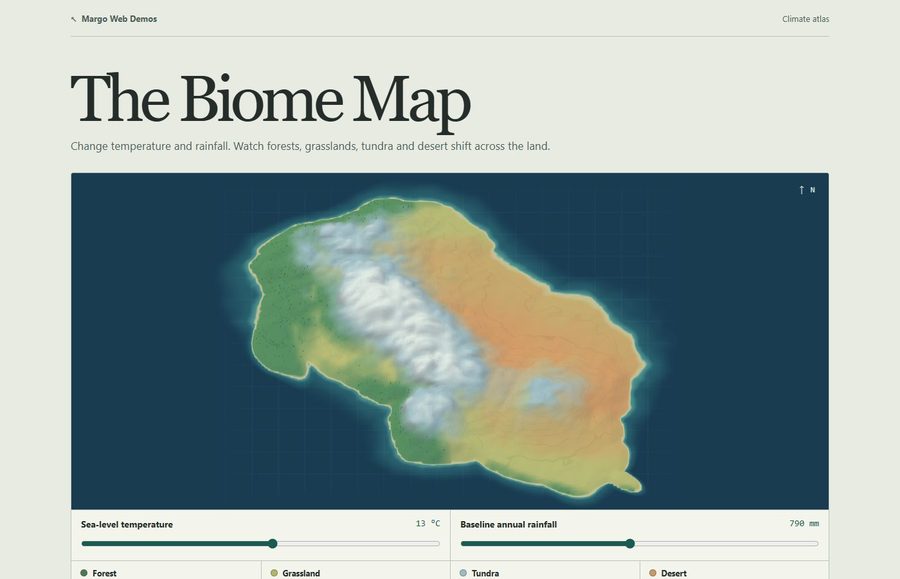 ↖ Margo Web Demos
Climate atlas
The Biome Map
Change temperature and rainfall. Watch forests, grasslands, tundra and desert shift across the land.
↑ N
Sea-level temperature
13 °C
Baseline annual rainfall
790 mm
Forest
Grassland
Tundra
Desert